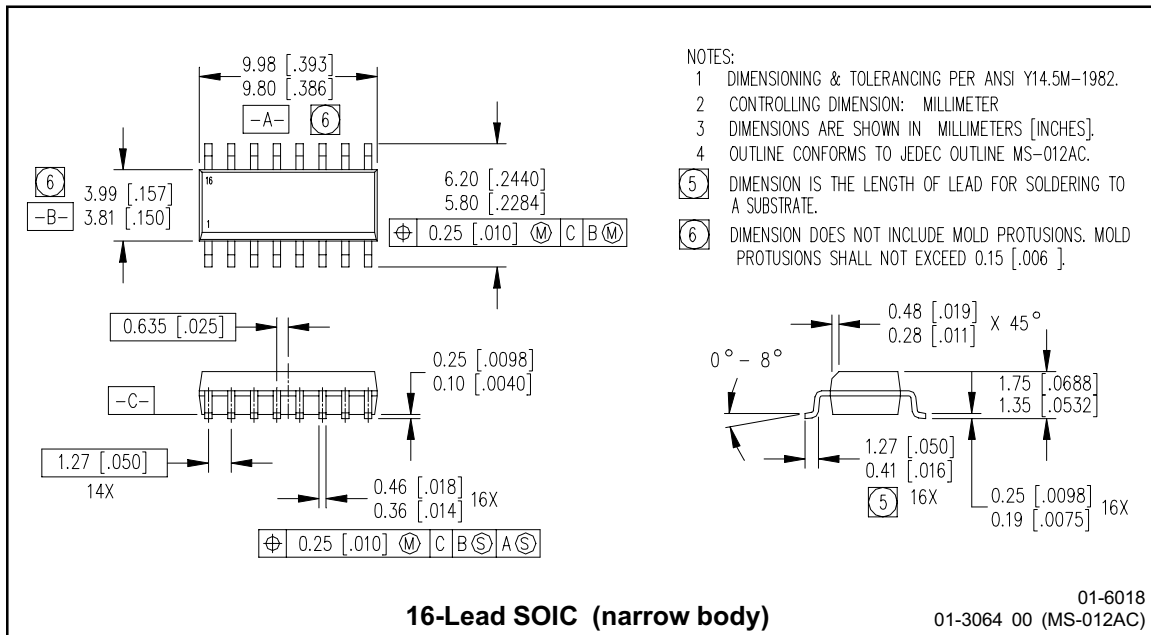 9.98 [.393]
9.80 [.386]
-A- 6
6
3.99 [.157]
-B- 3.81 [.150]
16
1
6.20 [.2440]
5.80 [.2284]
⌖ 0.25 [.010] Ⓜ C B Ⓜ
NOTES:
1 DIMENSIONING & TOLERANCING PER ANSI Y14.5M-1982.
2 CONTROLLING DIMENSION: MILLIMETER
3 DIMENSIONS ARE SHOWN IN MILLIMETERS [INCHES].
4 OUTLINE CONFORMS TO JEDEC OUTLINE MS-012AC.
5 DIMENSION IS THE LENGTH OF LEAD FOR SOLDERING TO
A SUBSTRATE.
6 DIMENSION DOES NOT INCLUDE MOLD PROTUSIONS. MOLD
PROTUSIONS SHALL NOT EXCEED 0.15 [.006 ].
0.635 [.025]
0.25 [.0098]
0.10 [.0040]
-C-
1.27 [.050]
14X
0.46 [.018]
0.36 [.014] 16X
⌖ 0.25 [.010] Ⓜ C B Ⓢ A Ⓢ
0.48 [.019]
0.28 [.011] X 45°
0° - 8°
1.75 [.0688]
1.35 [.0532]
1.27 [.050]
0.41 [.016]
5 16X
0.25 [.0098]
0.19 [.0075] 16X
16-Lead SOIC (narrow body)
01-6018
01-3064 00 (MS-012AC)